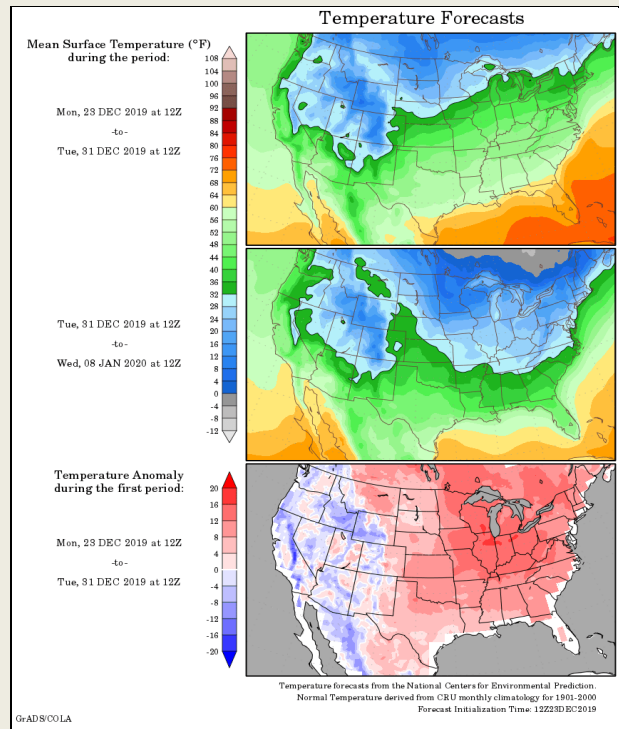 Temperature Forecasts
Mean Surface Temperature (°F)
during the period:
Mon, 23 DEC 2019 at 12Z
-to-
Tue, 31 DEC 2019 at 12Z
108
104
100
96
92
88
84
80
76
72
68
64
60
56
52
48
44
40
36
32
28
24
20
16
12
8
4
0
-4
-8
-12
Tue, 31 DEC 2019 at 12Z
-to-
Wed, 08 JAN 2020 at 12Z
Temperature Anomaly
during the first period:
Mon, 23 DEC 2019 at 12Z
-to-
Tue, 31 DEC 2019 at 12Z
20
16
12
8
4
0
-4
-8
-12
-16
-20
Temperature forecasts from the National Centers for Environmental Prediction.
Normal Temperature derived from CRU monthly climatology for 1901-2000
Forecast Initialization Time: 12Z23DEC2019
GrADS/COLA